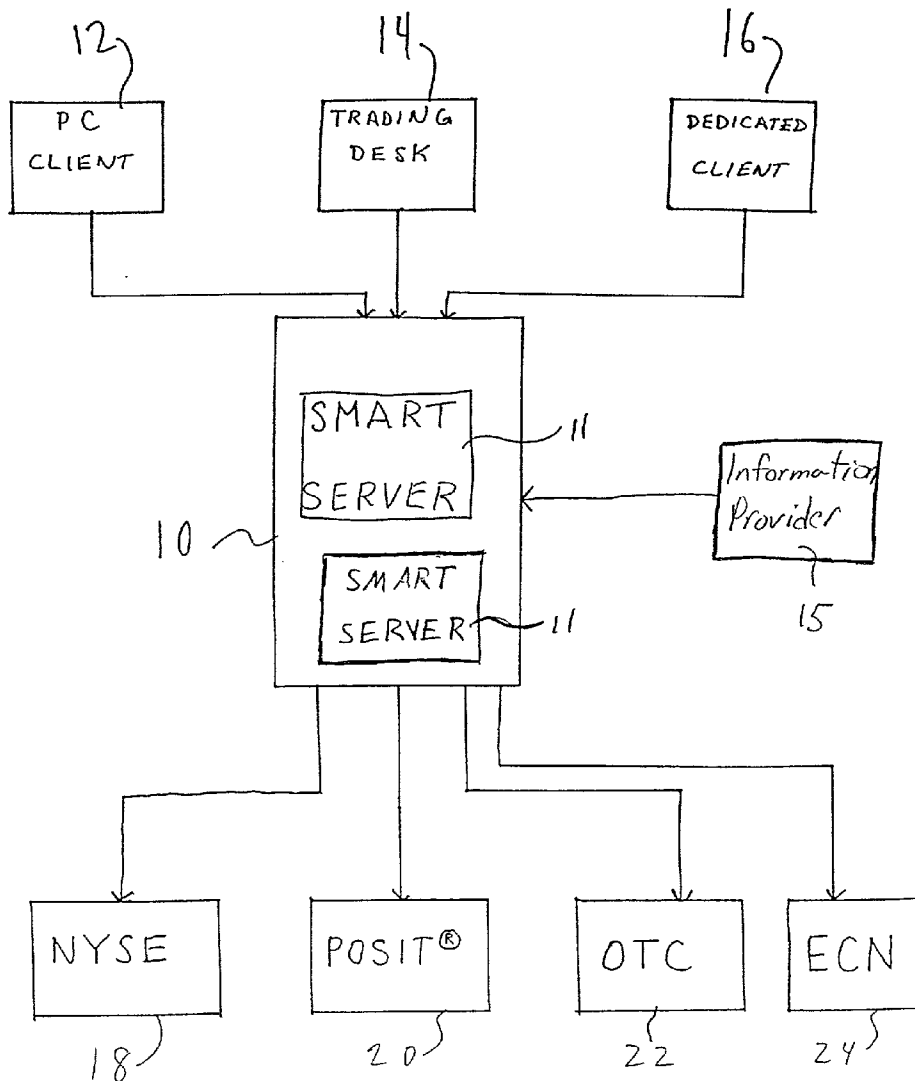 12
14
16
PC
CLIENT
TRADING
DESK
DEDICATED
CLIENT
SMART
SERVER
11
Information
Provider
10
15
SMART
SERVER
11
NYSE
POSIT®
OTC
ECN
18
20
22
24